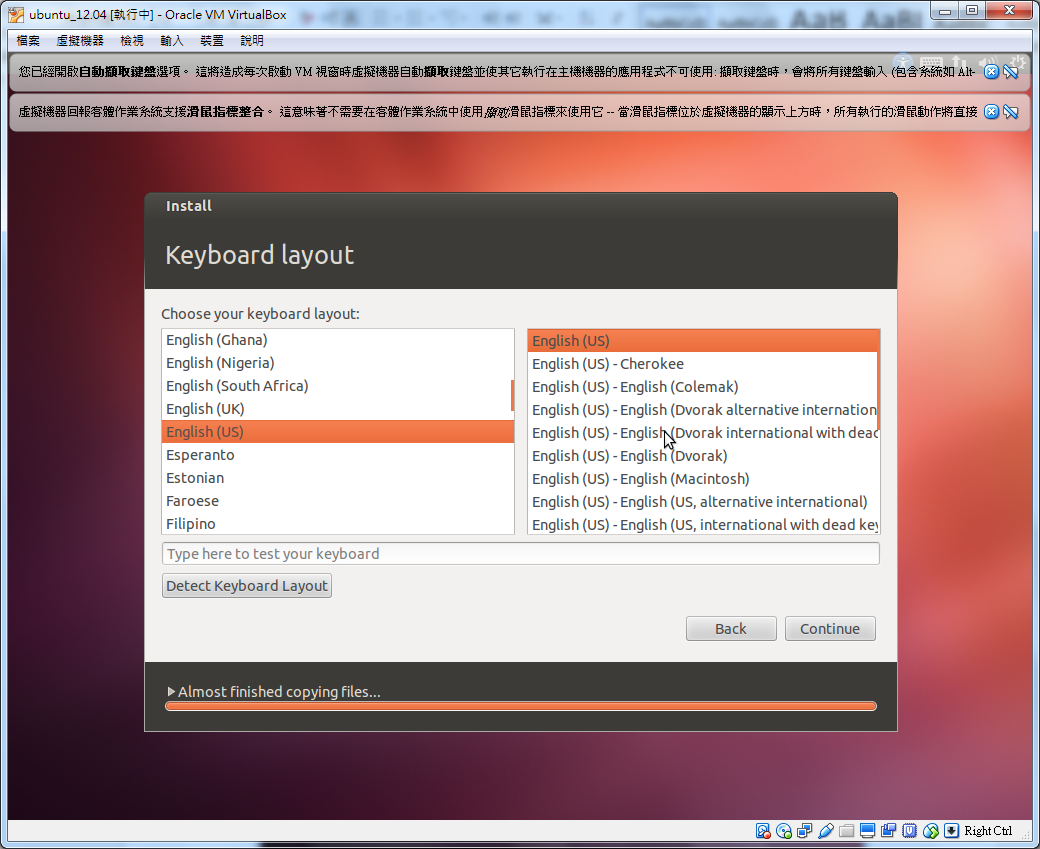 ubuntu_12.04 [執行中] - Oracle VM VirtualBox
檔案 虛擬機器 檢視 輸入 裝置 說明
您已經開啟自動擷取鍵盤選項。 這將造成每次啟動 VM 視窗時虛擬機器自動擷取鍵盤並使其它執行在主機機器的應用程式不可使用: 擷取鍵盤時，會將所有鍵盤輸入 (包含系統如 Alt-
虛擬機器回報客體作業系統支援滑鼠指標整合。 這意味著不需要在客體作業系統中使用擷取滑鼠指標來使用它 -- 當滑鼠指標位於虛擬機器的顯示上方時，所有執行的滑鼠動作將直接
Install
Keyboard layout
Choose your keyboard layout:
English (Ghana)
English (Nigeria)
English (South Africa)
English (UK)
English (US)
Esperanto
Estonian
Faroese
Filipino
English (US)
English (US) - Cherokee
English (US) - English (Colemak)
English (US) - English (Dvorak alternative internation
English (US) - English (Dvorak international with dead
English (US) - English (Dvorak)
English (US) - English (Macintosh)
English (US) - English (US, alternative international)
English (US) - English (US, international with dead key
Type here to test your keyboard
Detect Keyboard Layout
Back Continue
Almost finished copying files...
Right Ctrl